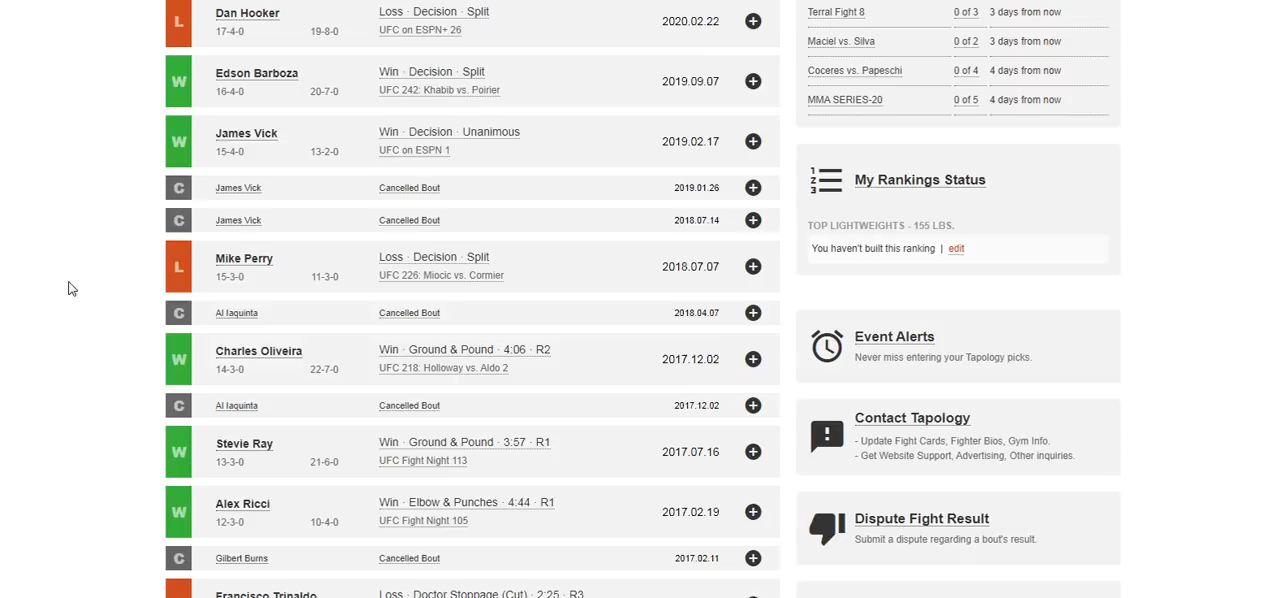 L
Dan Hooker
Loss · Decision · Split
2020.02.22
17-4-0
19-8-0
UFC on ESPN+ 26
W
Edson Barboza
Win · Decision · Split
2019.09.07
16-4-0
20-7-0
UFC 242: Khabib vs. Poirier
W
James Vick
Win · Decision · Unanimous
2019.02.17
15-4-0
13-2-0
UFC on ESPN 1
C
James Vick
Cancelled Bout
2019.01.26
C
James Vick
Cancelled Bout
2018.07.14
L
Mike Perry
Loss · Decision · Split
2018.07.07
15-3-0
11-3-0
UFC 226: Miocic vs. Cormier
C
Al Iaquinta
Cancelled Bout
2018.04.07
W
Charles Oliveira
Win · Ground & Pound · 4:06 · R2
2017.12.02
14-3-0
22-7-0
UFC 218: Holloway vs. Aldo 2
C
Al Iaquinta
Cancelled Bout
2017.12.02
W
Stevie Ray
Win · Ground & Pound · 3:57 · R1
2017.07.16
13-3-0
21-6-0
UFC Fight Night 113
W
Alex Ricci
Win · Elbow & Punches · 4:44 · R1
2017.02.19
12-3-0
10-4-0
UFC Fight Night 105
C
Gilbert Burns
Cancelled Bout
2017.02.11
Francisco Trinaldo
Loss · Doctor Stoppage (Cut) · 2:25 · R3
Terral Fight 8
0 of 3
3 days from now
Maciel vs. Silva
0 of 2
3 days from now
Coceres vs. Papeschi
0 of 4
4 days from now
MMA SERIES-20
0 of 5
4 days from now
1
2
3
My Rankings Status
TOP LIGHTWEIGHTS - 155 LBS.
You haven't built this ranking | edit
Event Alerts
Never miss entering your Tapology picks.
Contact Tapology
- Update Fight Cards, Fighter Bios, Gym Info.
- Get Website Support, Advertising, Other inquiries.
Dispute Fight Result
Submit a dispute regarding a bout's result.